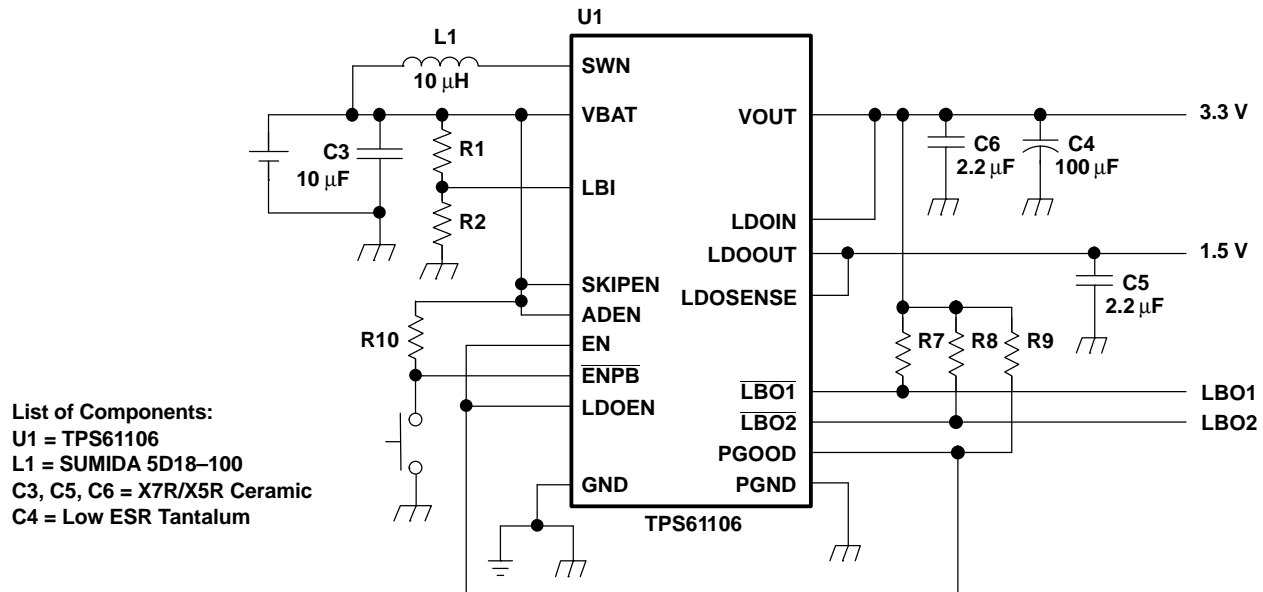 U1
L1
10 µH
SWN
VBAT
VOUT
3.3 V
C3
10 µF
R1
C6
2.2 µF
C4
100 µF
LBI
R2
LDOIN
LDOOUT
1.5 V
SKIPEN
LDOSENSE
C5
2.2 µF
ADEN
R10
EN
R7
R8
R9
ENPB
LBO1
LBO1
LDOEN
LBO2
LBO2
PGOOD
GND
PGND
TPS61106
List of Components:
U1 = TPS61106
L1 = SUMIDA 5D18–100
C3, C5, C6 = X7R/X5R Ceramic
C4 = Low ESR Tantalum